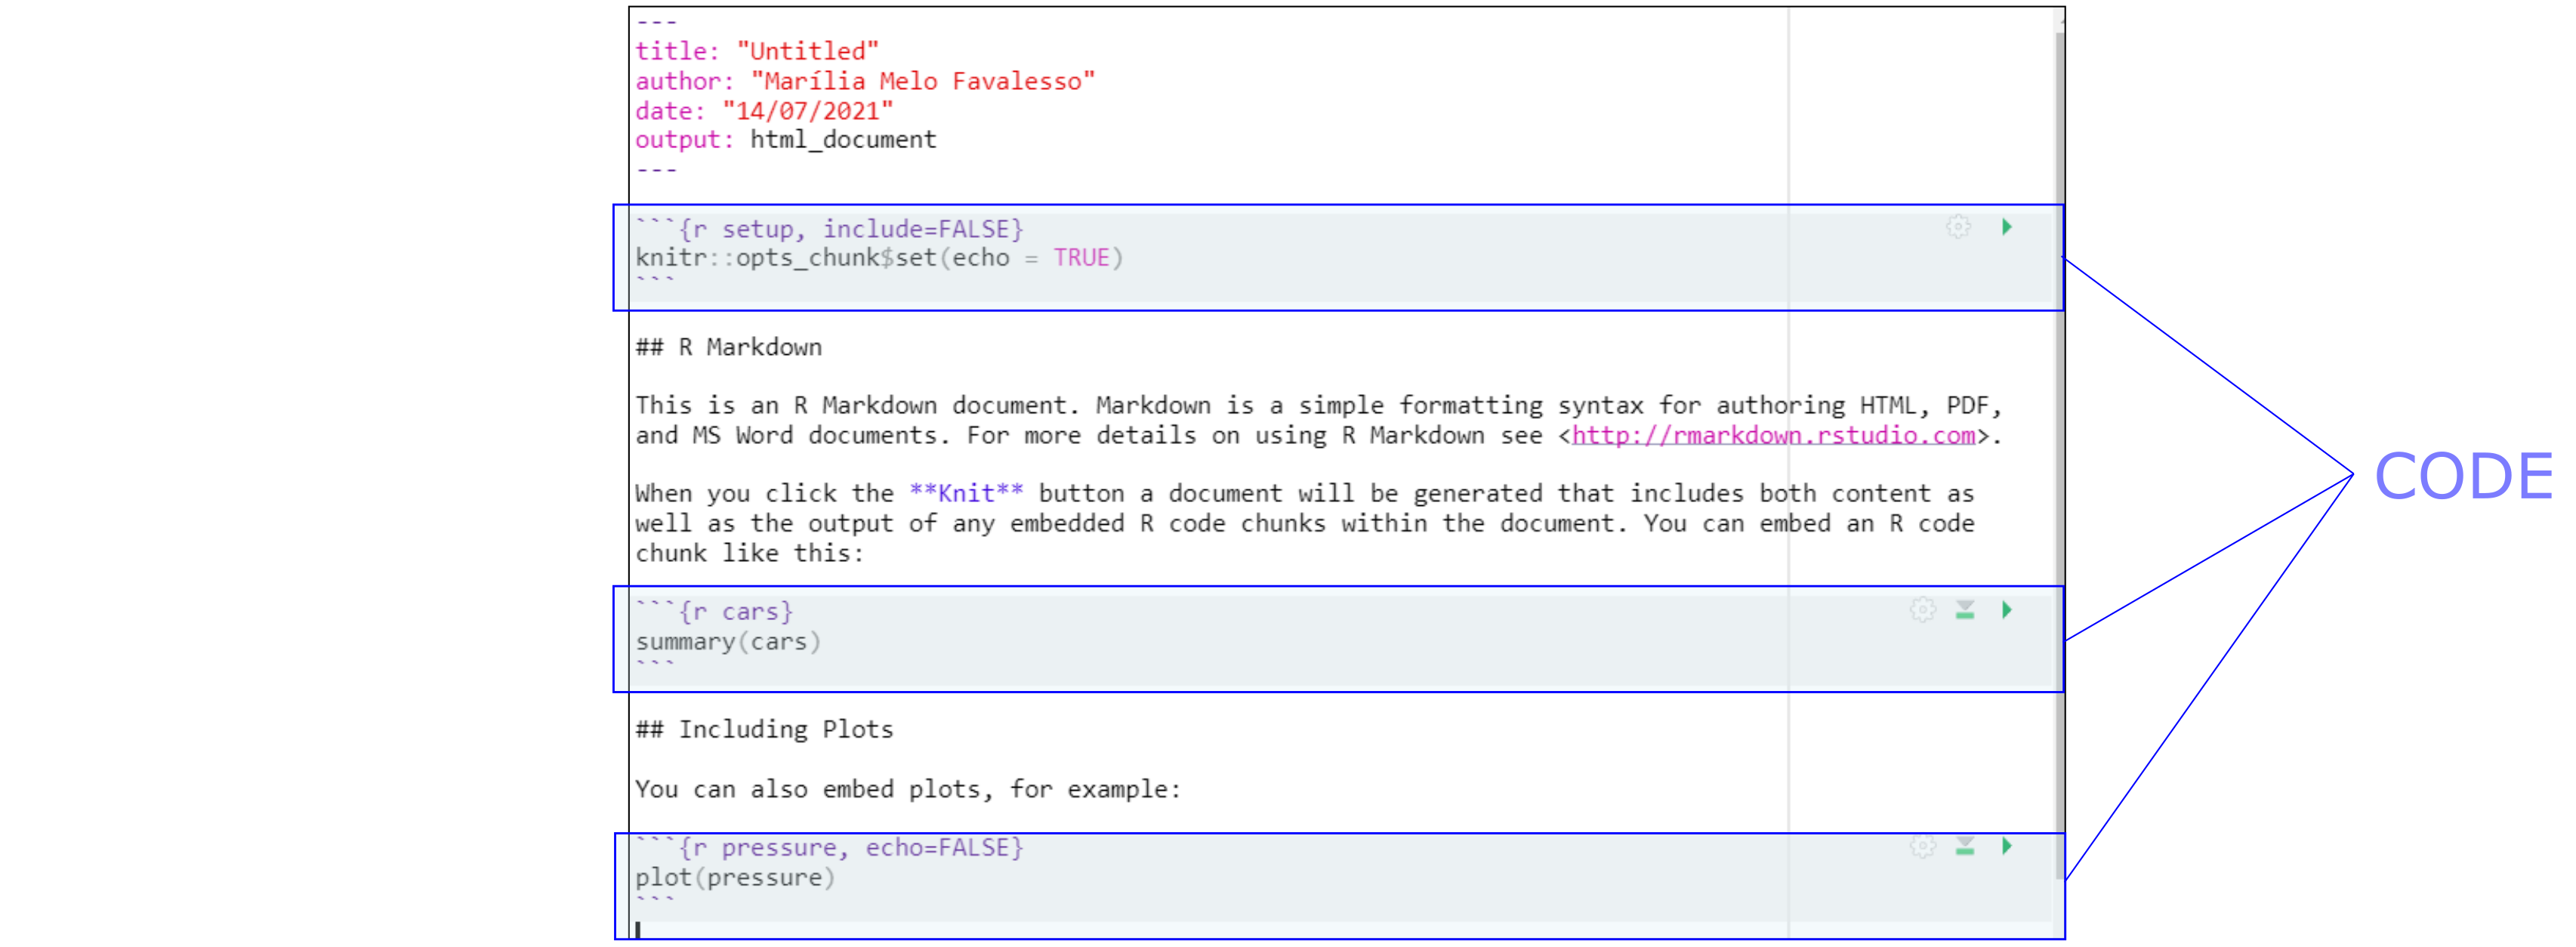 ---
title: "Untitled"
author: "Marília Melo Favalesso"
date: "14/07/2021"
output: html_document
---
```{r setup, include=FALSE}
knitr::opts_chunk$set(echo = TRUE)
```
## R Markdown
This is an R Markdown document. Markdown is a simple formatting syntax for authoring HTML, PDF,
and MS Word documents. For more details on using R Markdown see <http://rmarkdown.rstudio.com>.
When you click the **Knit** button a document will be generated that includes both content as
well as the output of any embedded R code chunks within the document. You can embed an R code
chunk like this:
```{r cars}
summary(cars)
```
## Including Plots
You can also embed plots, for example:
```{r pressure, echo=FALSE}
plot(pressure)
```
CODE